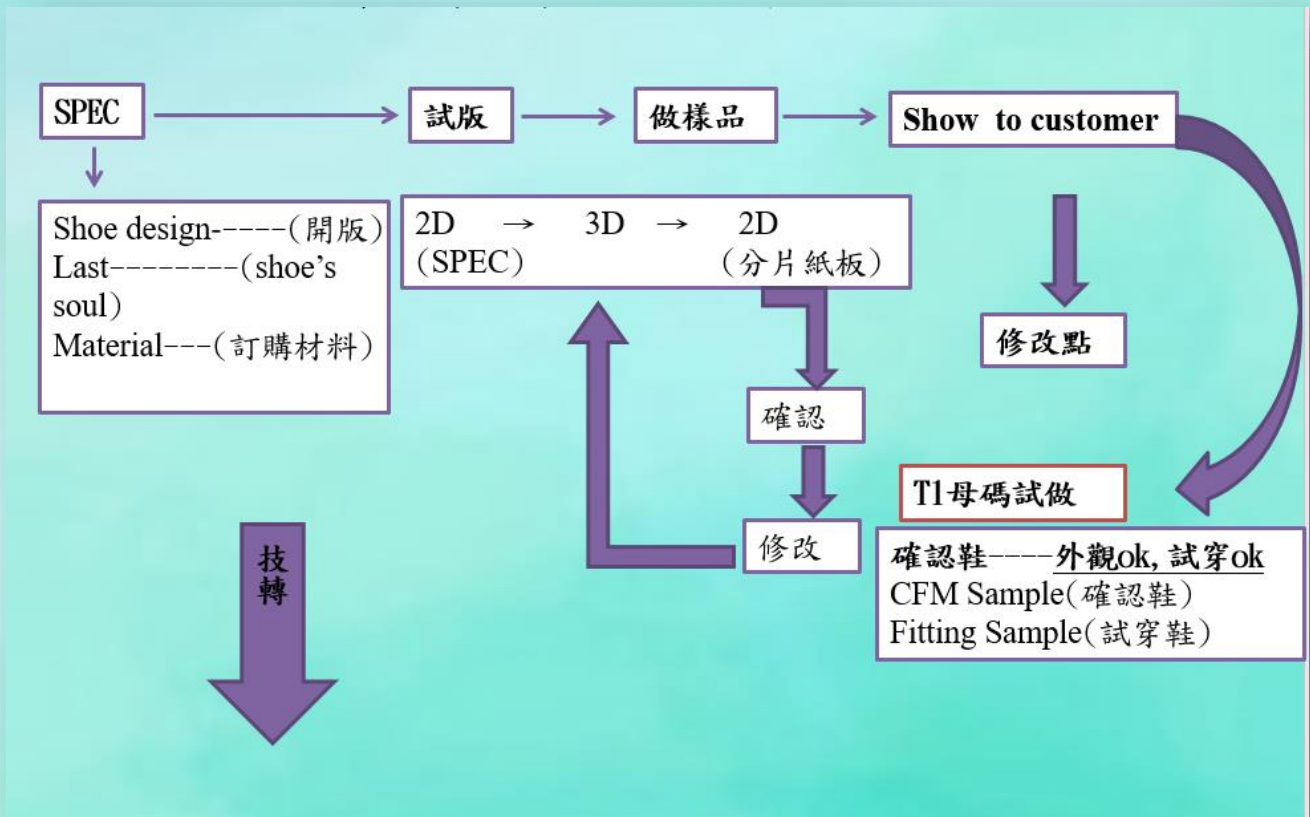 SPEC
試版
做樣品
Show to customer
Shoe design-----(開版)
Last--------(shoe's
soul)
Material---(訂購材料)
2D → 3D → 2D
(SPEC) (分片紙板)
修改點
確認
修改
T1母碼試做
確認鞋----外觀ok, 試穿ok
CFM Sample(確認鞋)
Fitting Sample(試穿鞋)
技
轉